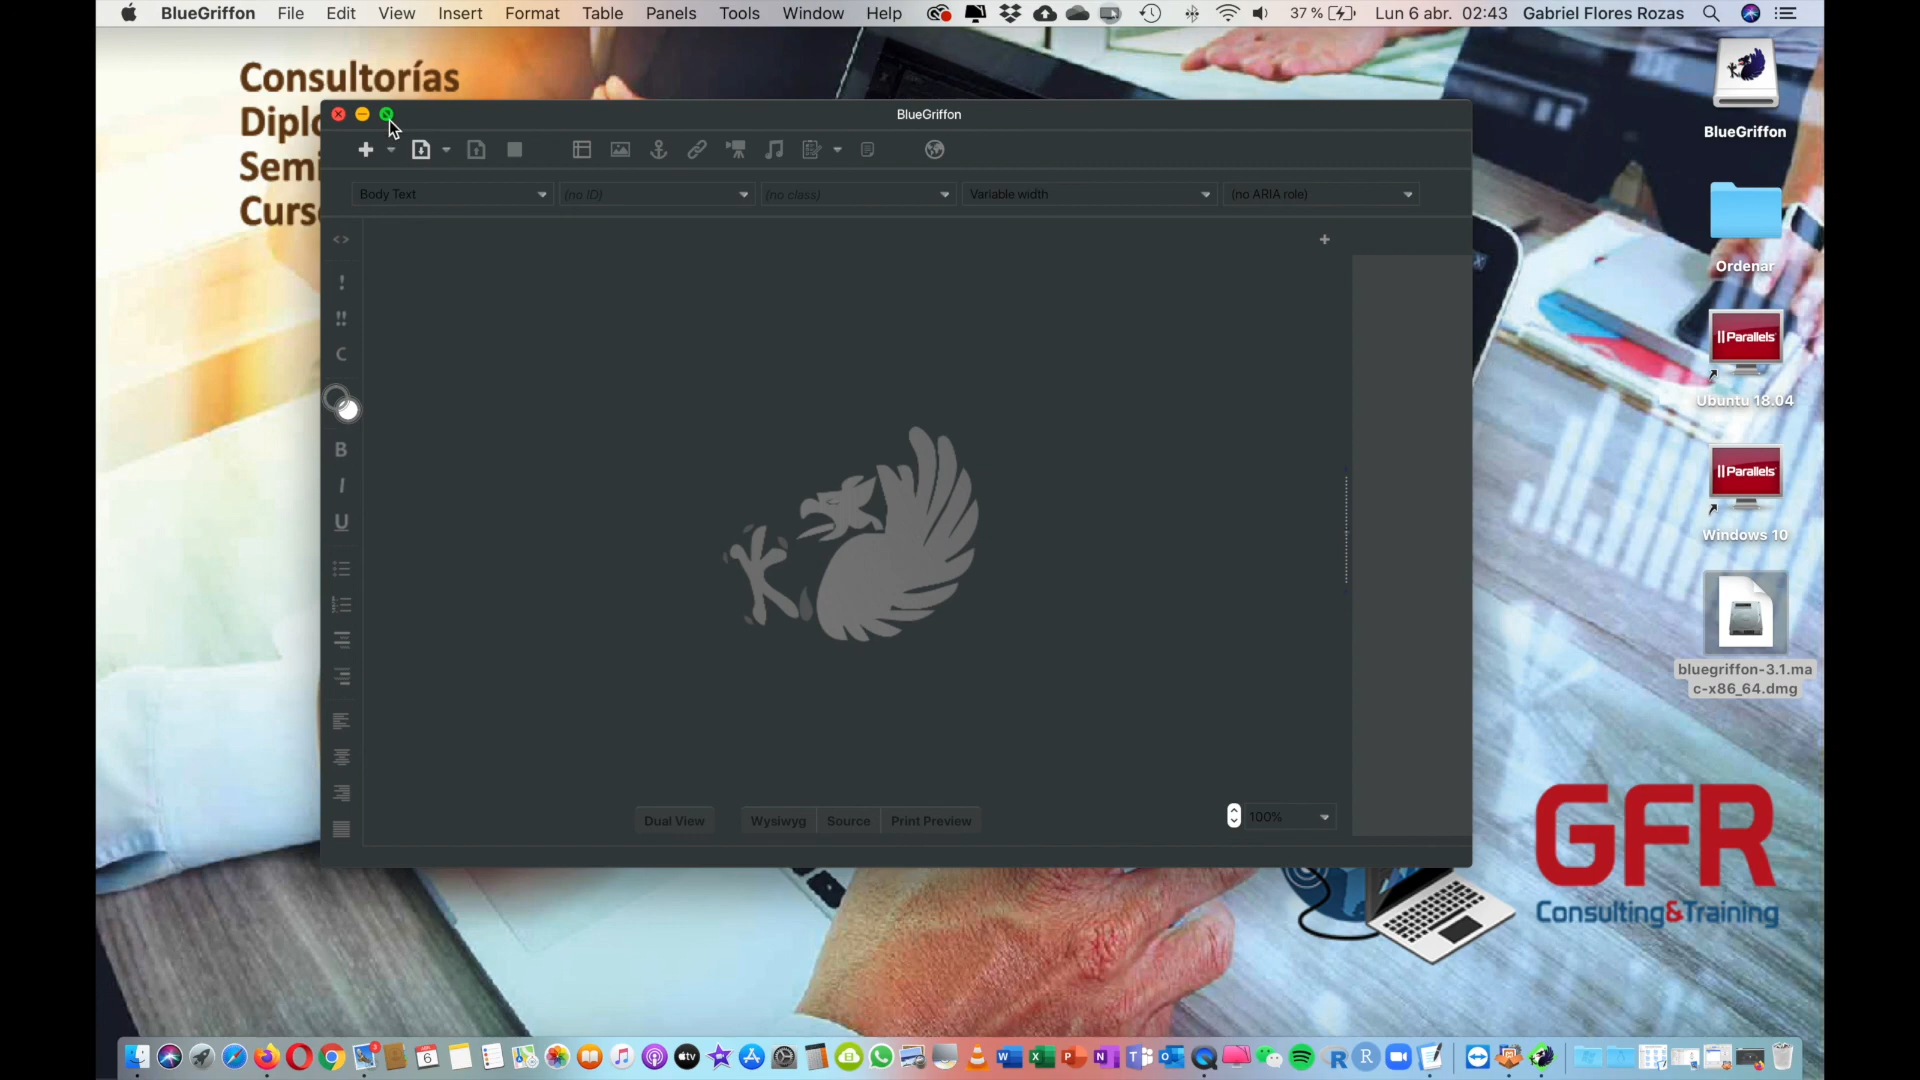 BlueGriffon File Edit View Insert Format Table Panels Tools Window Help 37 % Lun 6 abr. 02:43 Gabriel Flores Rozas
Consultorías
Diplo
Semi
Curso
BlueGriffon
Body Text (no ID) (no class) Variable width (no ARIA role)
C
B
I
U
Dual View Wysiwyg Source Print Preview 100%
BlueGriffon
Ordenar
Parallels
Ubuntu 18.04
Parallels
Windows 10
bluegriffon-3.1.ma
c-x86_64.dmg
GFR
Consulting&Training